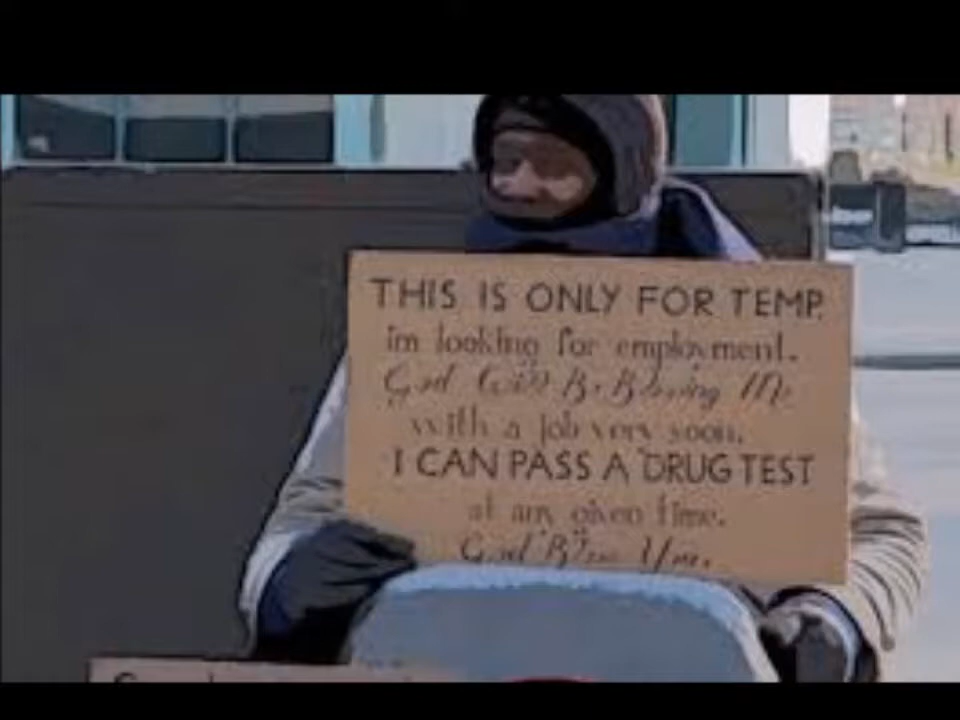 THIS IS ONLY FOR TEMP.
im looking for employment.
God Will Be Blessing Me
with a job very soon.
I CAN PASS A DRUG TEST
at any given time.
God Bless You.